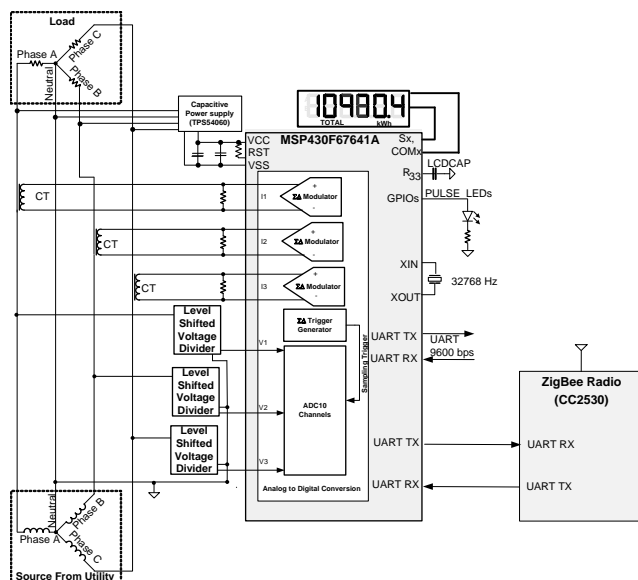 Load
Phase A
Phase C
Phase B
Neutral
Capacitive
Power supply
(TPS54060)
10980.4
TOTAL
kWh
MSP430F67641A
VCC
RST
VSS
Sx,
COMx
R33
LCDCAP
GPIOs
PULSE LEDs
CT
I1
+
ΣΔ Modulator
-
CT
I2
+
ΣΔ Modulator
-
CT
I3
+
ΣΔ Modulator
-
XIN
XOUT
32768 Hz
Level
Shifted
Voltage
Divider
V1
ΣΔ Trigger
Generator
Sampling Trigger
UART TX
UART RX
UART
9600 bps
Level
Shifted
Voltage
Divider
V2
ADC10
Channels
Level
Shifted
Voltage
Divider
V3
Analog to Digital Conversion
UART TX
UART RX
ZigBee Radio
(CC2530)
UART RX
UART TX
Neutral
Phase B
Phase A
Phase C
Source From Utility